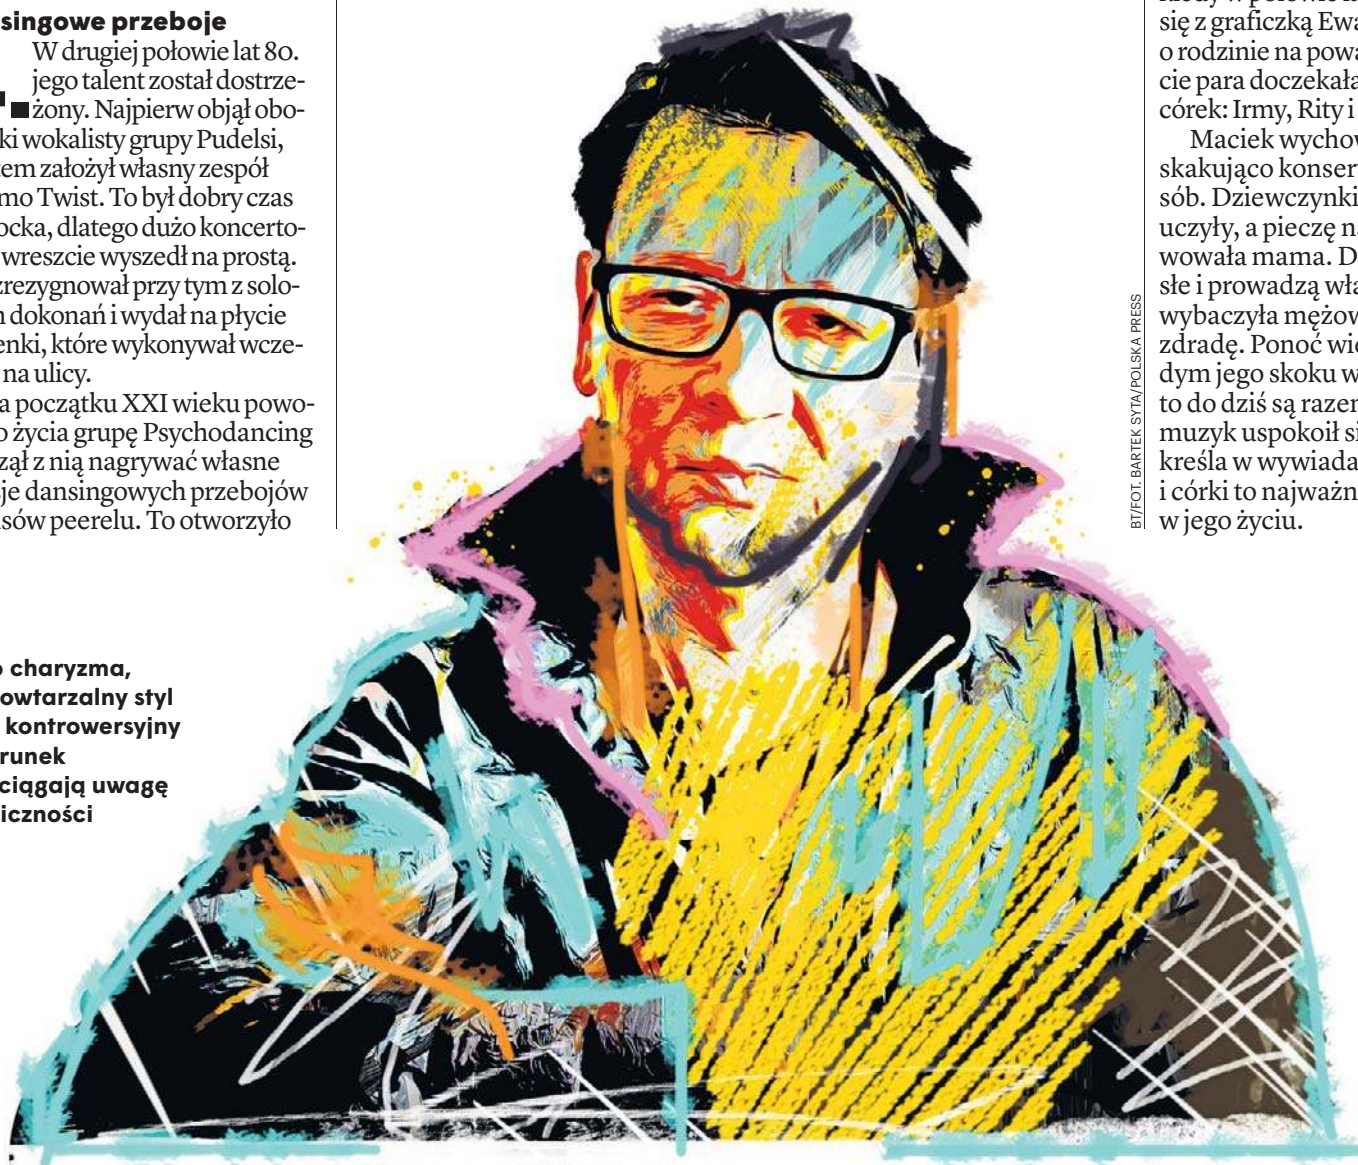 singowe przeboje
W drugiej połowie lat 80.
jego talent został dostrze-
żony. Najpierw objął obo-
ki wokalisty grupy Pudelsi,
em założył własny zespół
mo Twist. To był dobry czas
ocka, dlatego dużo koncerto-
wreszcie wyszedł na prostą.
zrezygnował przy tym z solo-
dokonań i wydał na płycie
enki, które wykonywał wcze-
na ulicy.
a początku XXI wieku powo-
o życia grupę Psychodancing
zął z nią nagrywać własne
je dansingowych przebojów
sów peerelu. To otworzyło
charyzma,
owtarzalny styl
kontrowersyjny
runek
ciągają uwagę
iczności
BT/FOT. BARTEK SYTA/POLSKA PRESS
się z graficzką Ewą
o rodzinie na powa
cie para doczekała
córek: Irmy, Rity i
Maciek wychow
skakująco konser
sób. Dziewczynki
uczyły, a pieczę n
wowała mama. D
słe i prowadzą wła
wybaczyła mężow
zdradę. Ponoć wie
dym jego skoku w
to do dziś są razem
muzyk uspokoił si
kreśla w wywiada
i córki to najważn
w jego życiu.